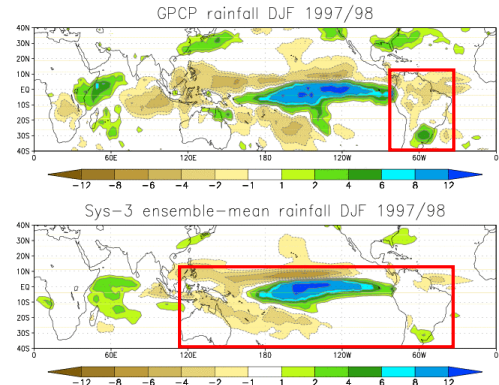 GPCP rainfall DJF 1997/98
40N
30N
20N
10N
EQ
10S
20S
30S
40S
0 60E 120E 180 120W 60W 0
-12 -8 -6 -4 -2 -1 1 2 4 6 8 12
Sys-3 ensemble-mean rainfall DJF 1997/98
40N
30N
20N
10N
EQ
10S
20S
30S
40S
0 60E 120E 180 120W 60W 0
-12 -8 -6 -4 -2 -1 1 2 4 6 8 12